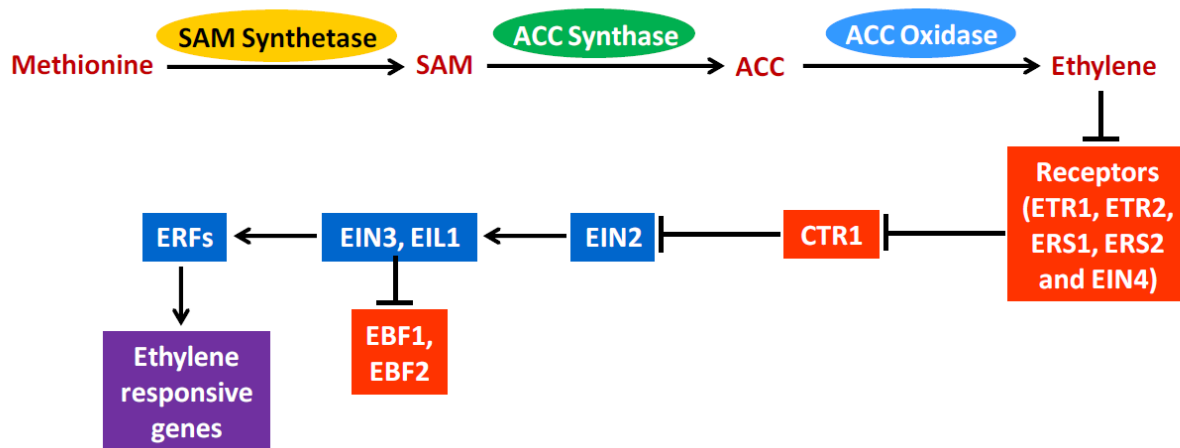 SAM Synthetase
ACC Synthase
ACC Oxidase
Methionine
SAM
ACC
Ethylene
Receptors
(ETR1, ETR2,
ERS1, ERS2
and EIN4)
CTR1
EIN2
EIN3, EIL1
ERFs
EBF1,
EBF2
Ethylene
responsive
genes